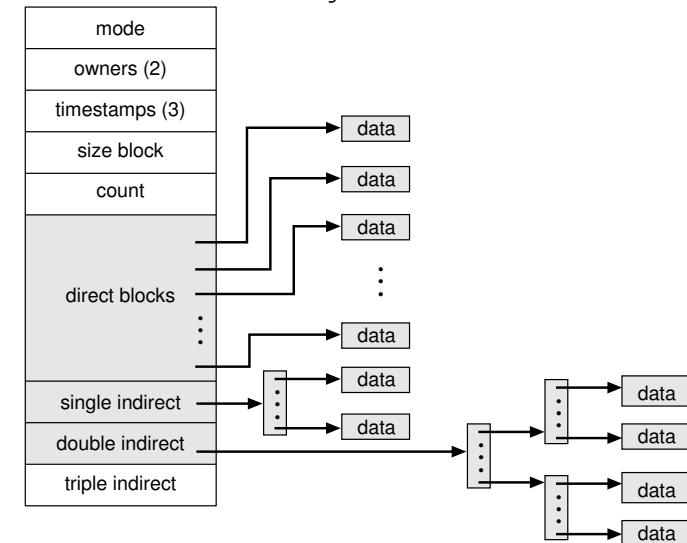 mode
owners (2)
timestamps (3)
size block
count
direct blocks
single indirect
double indirect
triple indirect
data
data
data
data
data
data
data
data
data
data